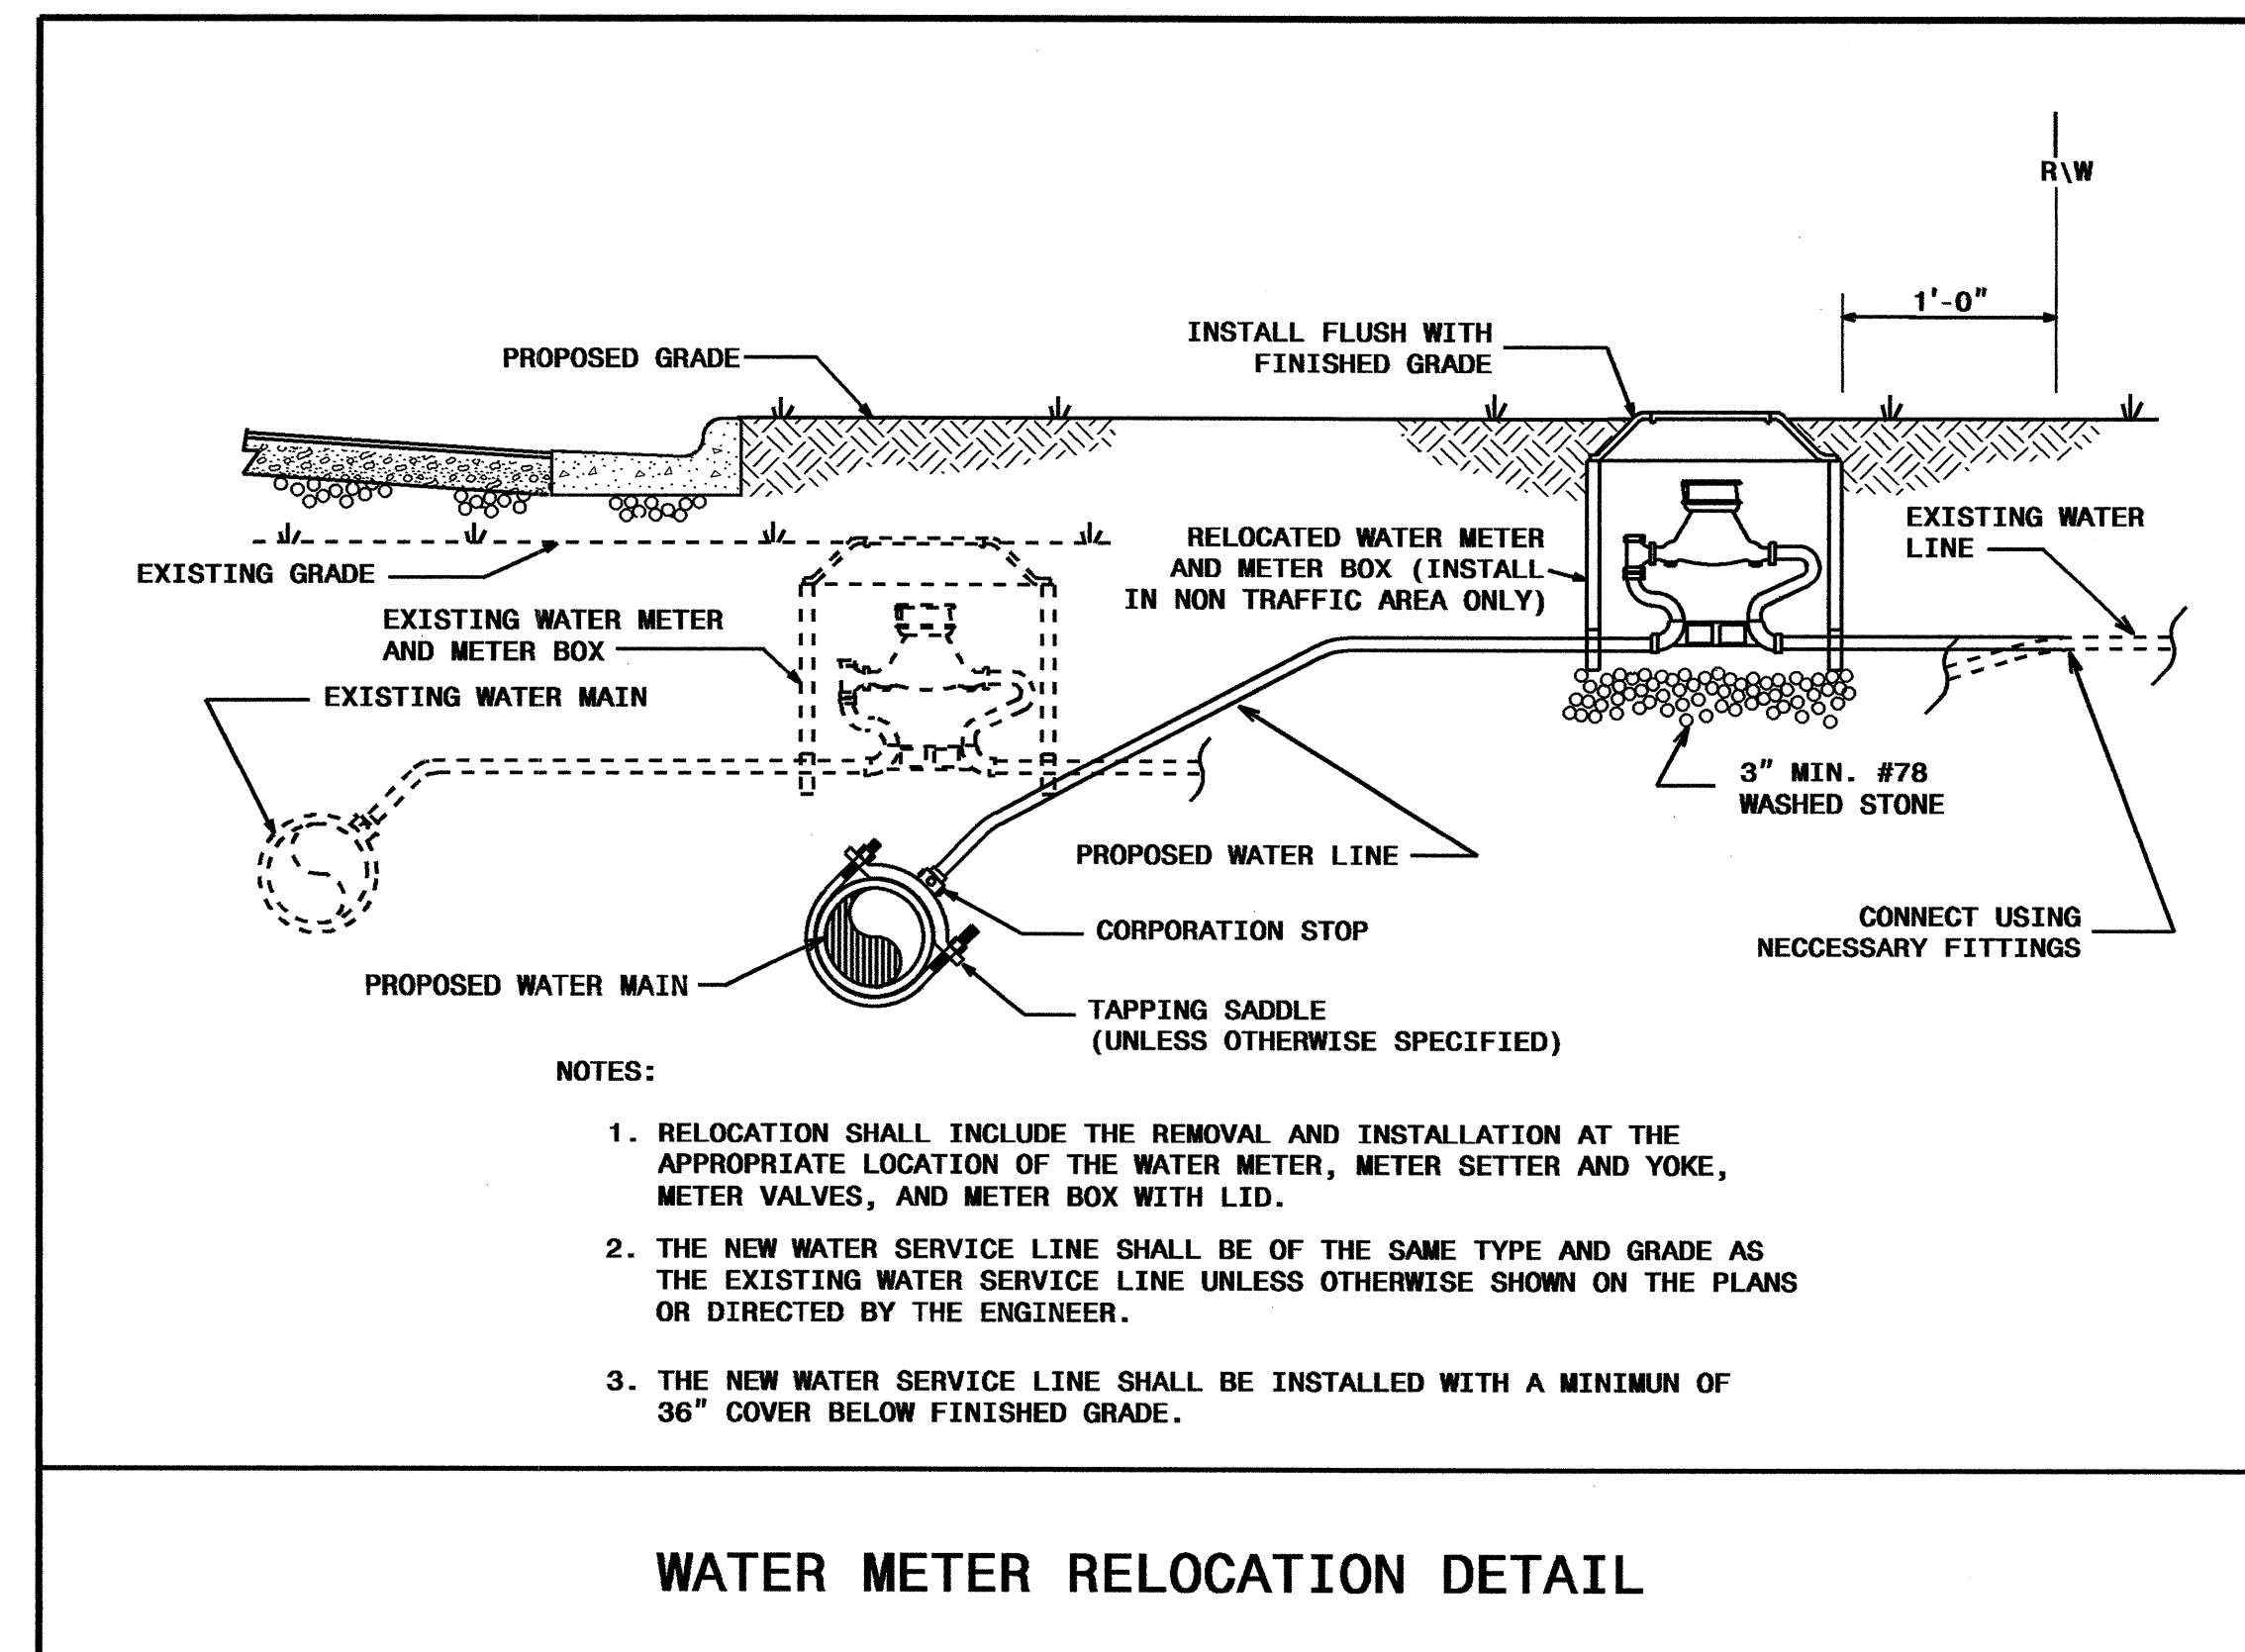 R\W
1'-0"
INSTALL FLUSH WITH
FINISHED GRADE
PROPOSED GRADE
EXISTING WATER
LINE
RELOCATED WATER METER
AND METER BOX (INSTALL
IN NON TRAFFIC AREA ONLY)
EXISTING GRADE
EXISTING WATER METER
AND METER BOX
EXISTING WATER MAIN
3" MIN. #78
WASHED STONE
PROPOSED WATER LINE
CORPORATION STOP
CONNECT USING
NECCESSARY FITTINGS
PROPOSED WATER MAIN
TAPPING SADDLE
(UNLESS OTHERWISE SPECIFIED)
NOTES:
1. RELOCATION SHALL INCLUDE THE REMOVAL AND INSTALLATION AT THE
APPROPRIATE LOCATION OF THE WATER METER, METER SETTER AND YOKE,
METER VALVES, AND METER BOX WITH LID.
2. THE NEW WATER SERVICE LINE SHALL BE OF THE SAME TYPE AND GRADE AS
THE EXISTING WATER SERVICE LINE UNLESS OTHERWISE SHOWN ON THE PLANS
OR DIRECTED BY THE ENGINEER.
3. THE NEW WATER SERVICE LINE SHALL BE INSTALLED WITH A MINIMUN OF
36" COVER BELOW FINISHED GRADE.
WATER METER RELOCATION DETAIL